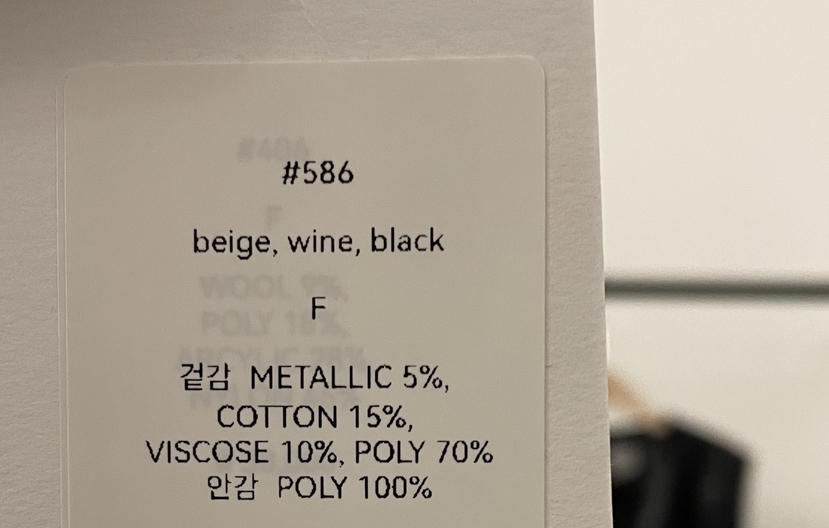 #586
beige, wine, black
F
겉감 METALLIC 5%,
COTTON 15%,
VISCOSE 10%, POLY 70%
안감 POLY 100%